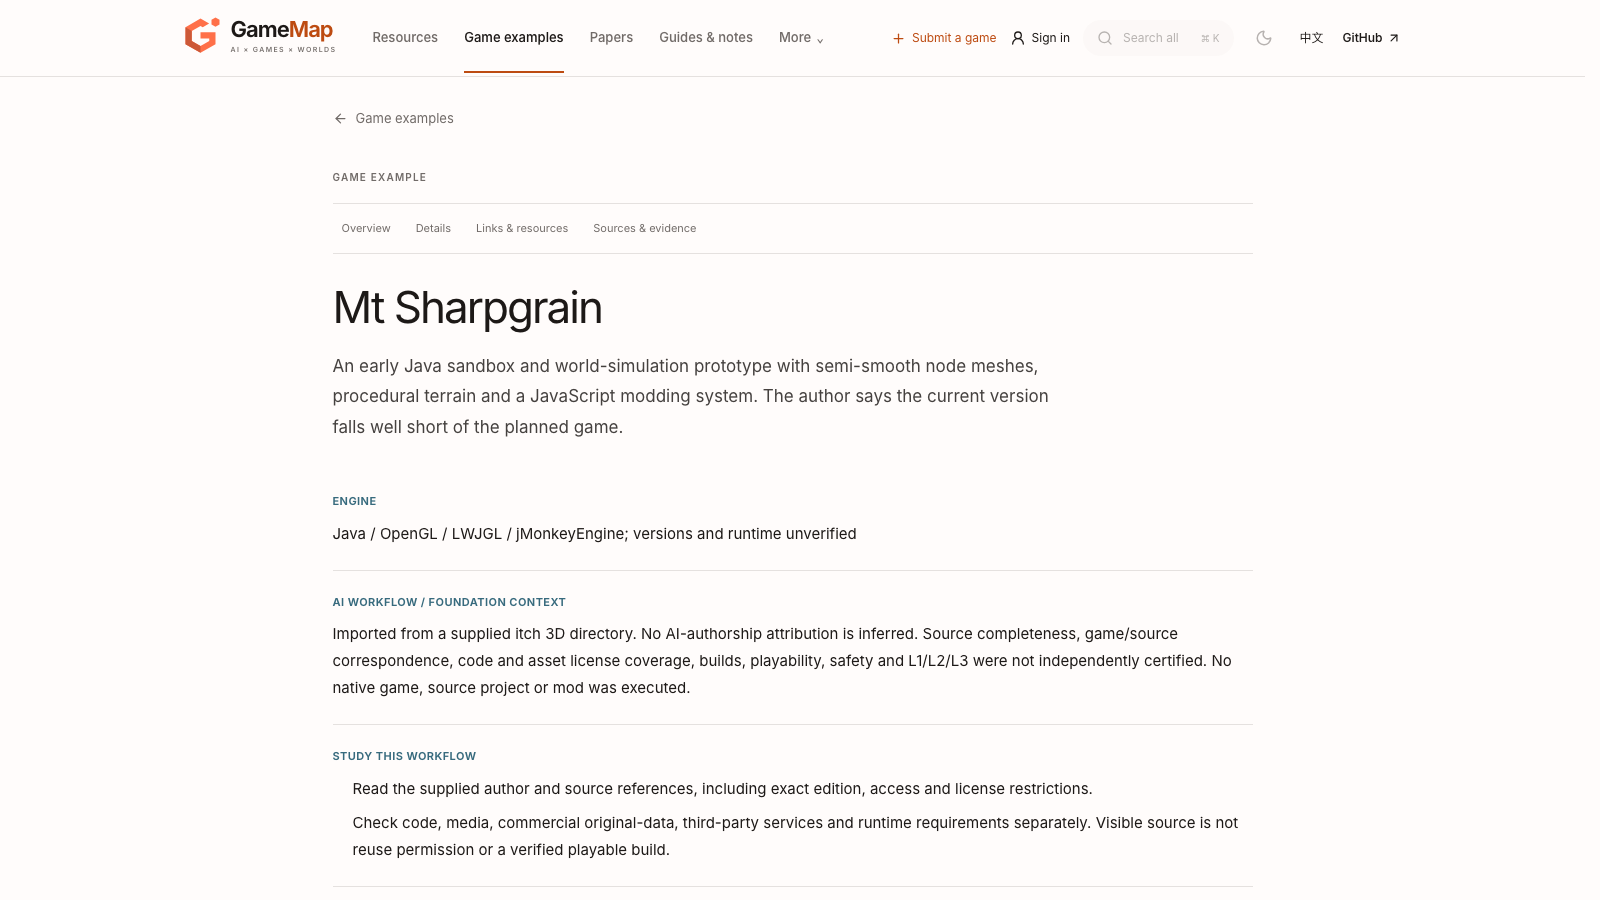 GameMap
AI × GAMES × WORLDS
Resources
Game examples
Papers
Guides & notes
More
Submit a game
Sign in
Search all
⌘ K
中文
GitHub
Game examples
GAME EXAMPLE
Overview
Details
Links & resources
Sources & evidence
Mt Sharpgrain
An early Java sandbox and world-simulation prototype with semi-smooth node meshes,
procedural terrain and a JavaScript modding system. The author says the current version
falls well short of the planned game.
ENGINE
Java / OpenGL / LWJGL / jMonkeyEngine; versions and runtime unverified
AI WORKFLOW / FOUNDATION CONTEXT
Imported from a supplied itch 3D directory. No AI-authorship attribution is inferred. Source completeness, game/source
correspondence, code and asset license coverage, builds, playability, safety and L1/L2/L3 were not independently certified. No
native game, source project or mod was executed.
STUDY THIS WORKFLOW
Read the supplied author and source references, including exact edition, access and license restrictions.
Check code, media, commercial original-data, third-party services and runtime requirements separately. Visible source is not
reuse permission or a verified playable build.